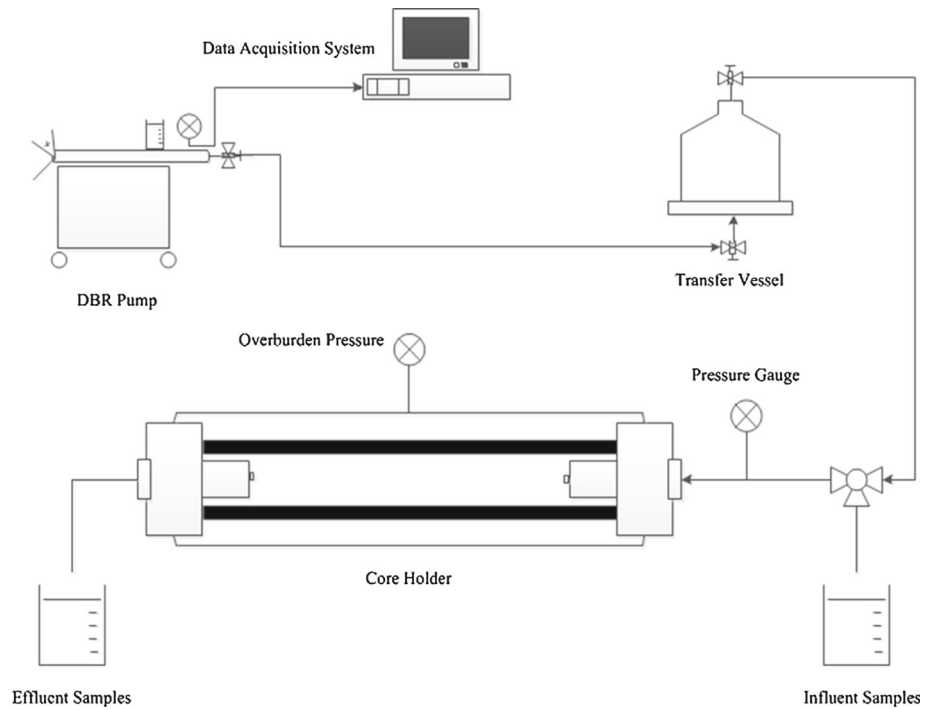 Data Acquisition System
DBR Pump
Transfer Vessel
Overburden Pressure
Pressure Gauge
Core Holder
Effluent Samples
Influent Samples